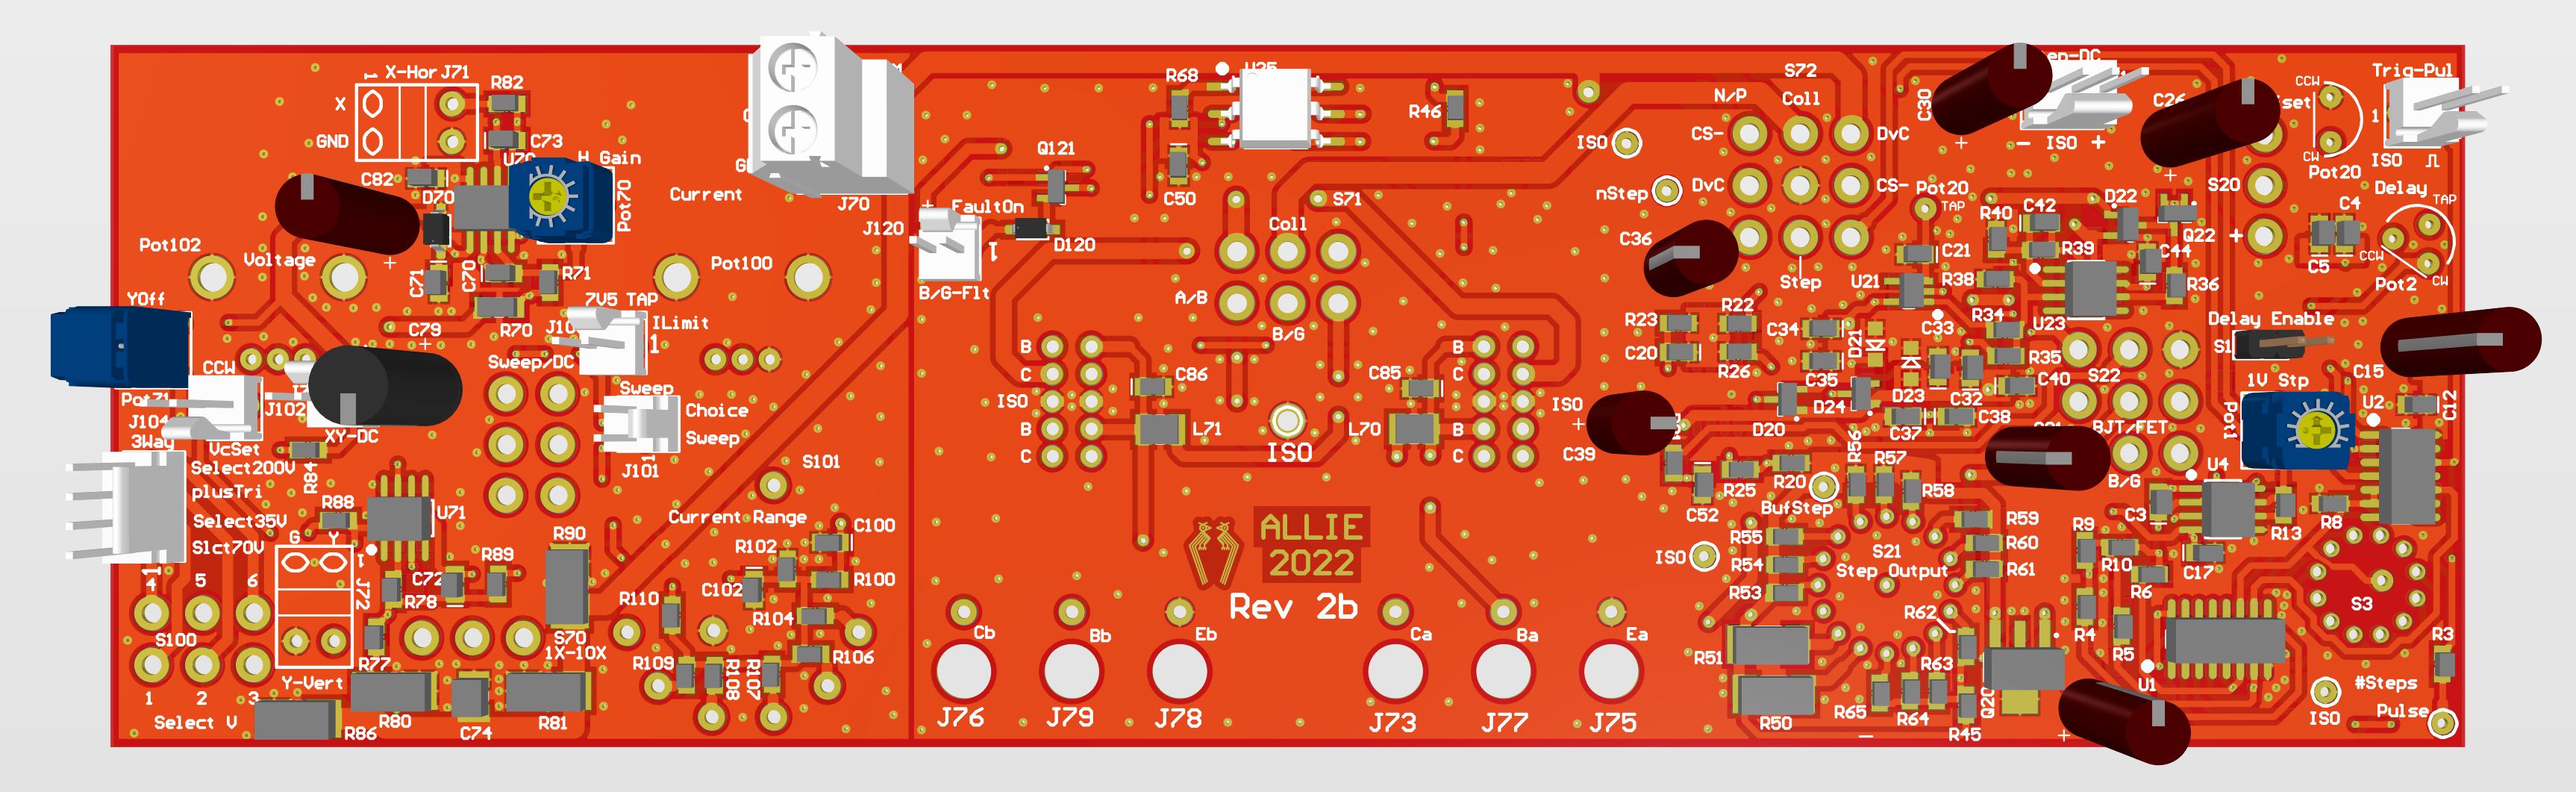 1 X-Hor J71
R82
X
GND
C73
H Gain
C82
D70
Pot70
Current
J70
J120
Pot102
Voltage
Pot100
C71
C70
R71
YOff
C79
R70
7V5 TAP
ILimit
1
CCW
Sweep/DC
Sweep
Choice
Sweep
J101
J102
J104
3Way
VcSet
XY-DC
Select200V
plusTri
Select35V
Slct70V
R84
R88
U71
S101
Current Range
G Y
1
J72
R90
R89
C72
R78
C100
R102
C102
R100
R110
R104
4 5 6
S100
1 2 3
Select V
R77
S70
1X-10X
R109
R108
R107
R106
Y-Vert
R80
R81
R86
C74
R68
C50
R46
Q121
FaultOn
D120
1
B/G-Flt
S71
Coll
A/B
B/G
B
C
ISO
B
C
C86
L71
C85
L70
B
C
ISO
B
C
ISO
ALLIE
2022
Rev 2b
Cb
Bb
Eb
Ca
Ba
Ea
J76
J79
J78
J73
J77
J75
S72
N/P
Coll
CS-
DvC
DvC
CS-
Step
ISO
nStep
C30
- ISO +
C26
Pot20
TAP
C36
R23
R22
C20
R26
C34
C35
D21
D20
D24
D23
C33
C32
C37
C38
C39
C40
U21
C21
R40
C42
R39
R38
R34
R35
U23
D22
Q22
C44
R36
S22
BJT/FET
B/G
S20
+
CCW
CW
Pot20
Trig-Pul
1
ISO
Delay
TAP
CCW
CW
Pot2
C4
C5
Delay Enable
1V Stp
Pot1
C15
U2
C12
C52
R25
R20
BufStep
R56
R57
R58
R55
R54
R53
ISO
S21
Step Output
R59
R60
R61
R62
R51
R50
R63
R65
R64
R45
Q20
U4
C3
R13
R8
R9
R10
C17
R6
R4
R5
U1
S3
R3
#Steps
ISO
Pulse